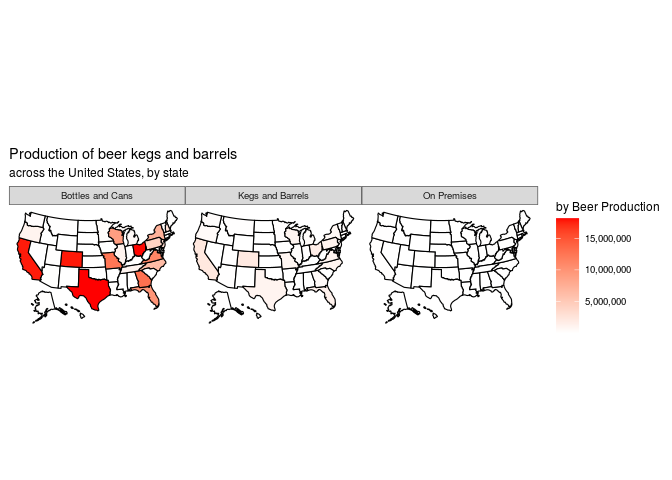 Production of beer kegs and barrels
across the United States, by state
Bottles and Cans
Kegs and Barrels
On Premises
by Beer Production
15,000,000
10,000,000
5,000,000